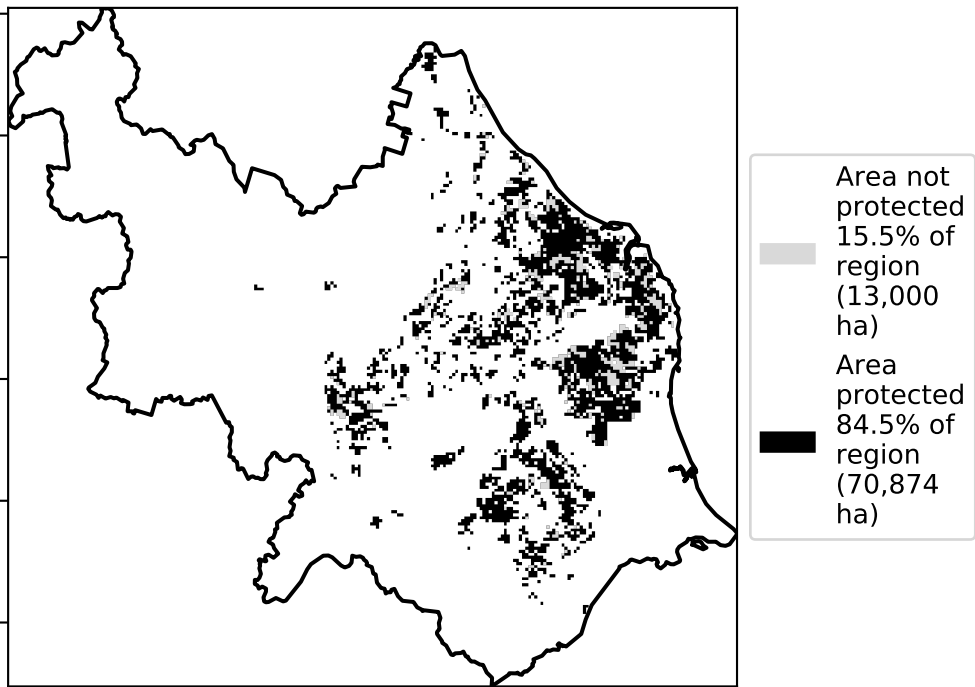 Area not
protected
15.5% of
region
(13,000
ha)
Area
protected
84.5% of
region
(70,874
ha)